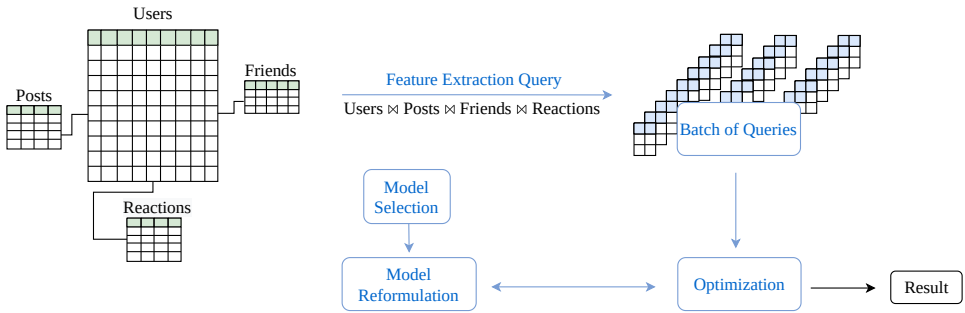 Users
Friends
Posts
Reactions
Feature Extraction Query
Users ⋈ Posts ⋈ Friends ⋈ Reactions
Batch of Queries
Model
Selection
Model
Reformulation
Optimization
Result